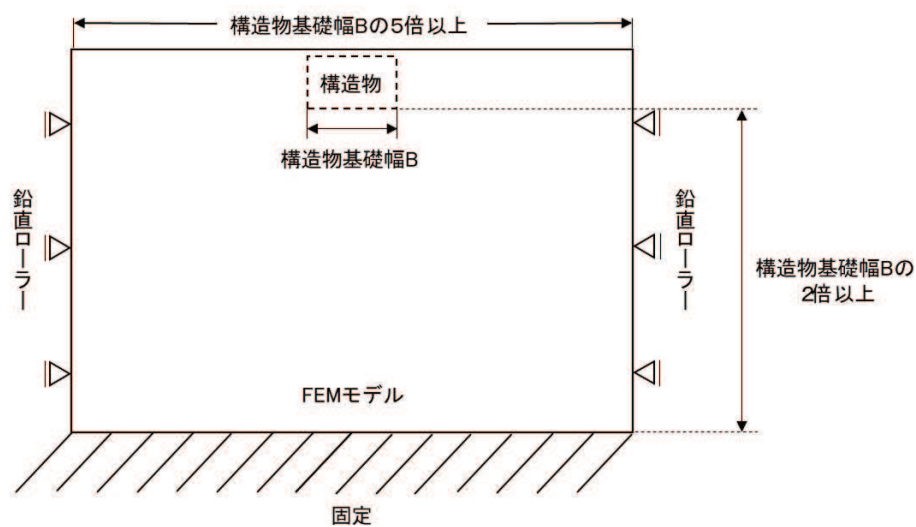 構造物基礎幅Bの5倍以上
構造物
構造物基礎幅B
鉛直ローラー
鉛直ローラー
構造物基礎幅Bの
2倍以上
FEMモデル
固定